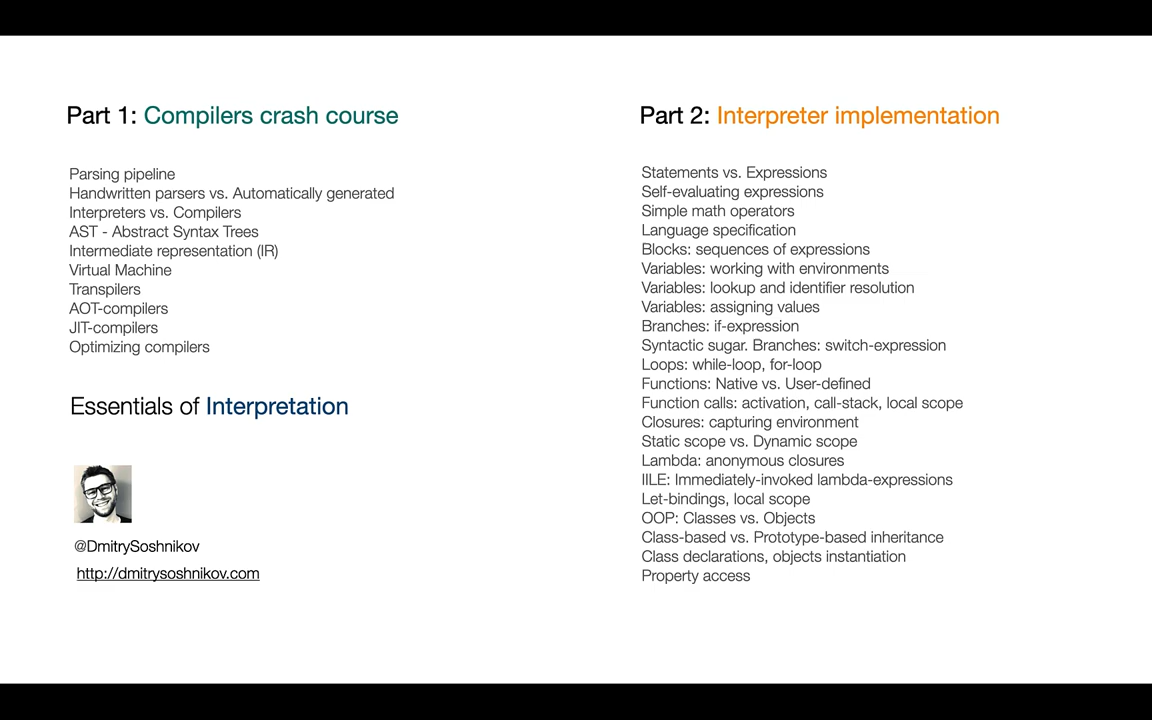 Part 1: Compilers crash course
Parsing pipeline
Handwritten parsers vs. Automatically generated
Interpreters vs. Compilers
AST - Abstract Syntax Trees
Intermediate representation (IR)
Virtual Machine
Transpilers
AOT-compilers
JIT-compilers
Optimizing compilers
Essentials of Interpretation
@DmitrySoshnikov
http://dmitrysoshnikov.com
Part 2: Interpreter implementation
Statements vs. Expressions
Self-evaluating expressions
Simple math operators
Language specification
Blocks: sequences of expressions
Variables: working with environments
Variables: lookup and identifier resolution
Variables: assigning values
Branches: if-expression
Syntactic sugar. Branches: switch-expression
Loops: while-loop, for-loop
Functions: Native vs. User-defined
Function calls: activation, call-stack, local scope
Closures: capturing environment
Static scope vs. Dynamic scope
Lambda: anonymous closures
IILE: Immediately-invoked lambda-expressions
Let-bindings, local scope
OOP: Classes vs. Objects
Class-based vs. Prototype-based inheritance
Class declarations, objects instantiation
Property access